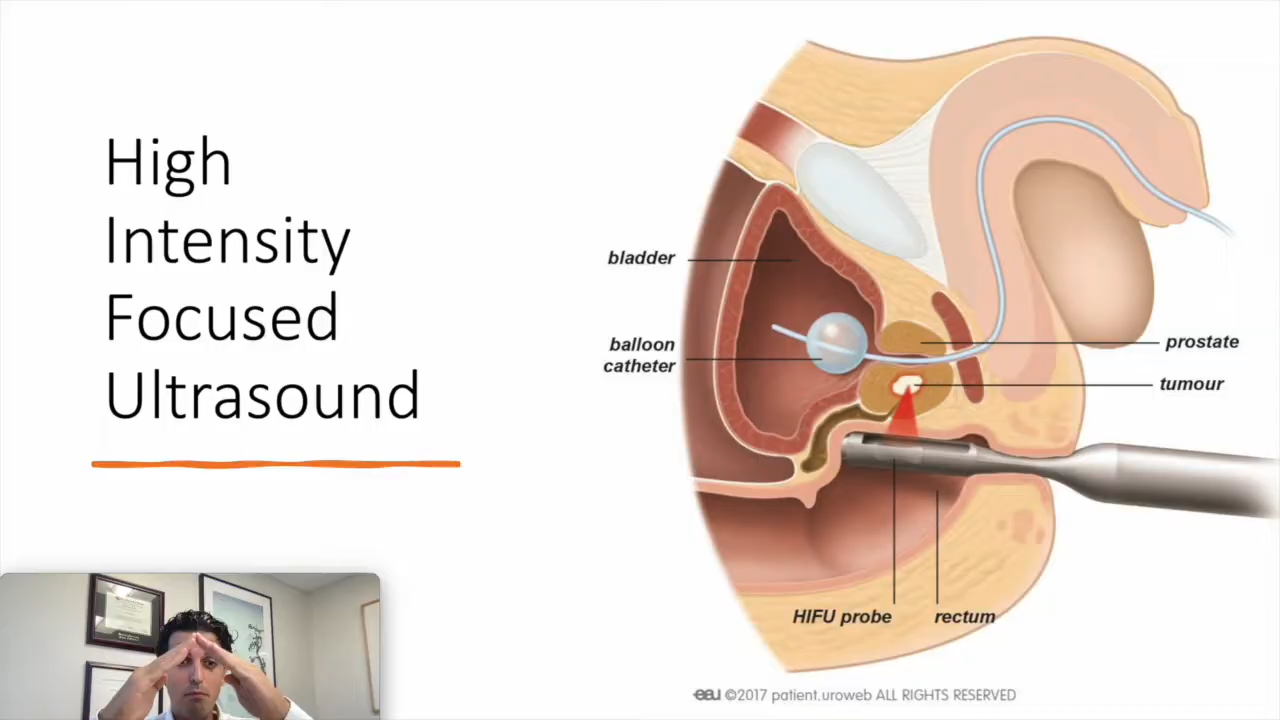 High
Intensity
Focused
Ultrasound
bladder
balloon
catheter
prostate
tumour
HIFU probe
rectum
eau ©2017 patient.uroweb ALL RIGHTS RESERVED